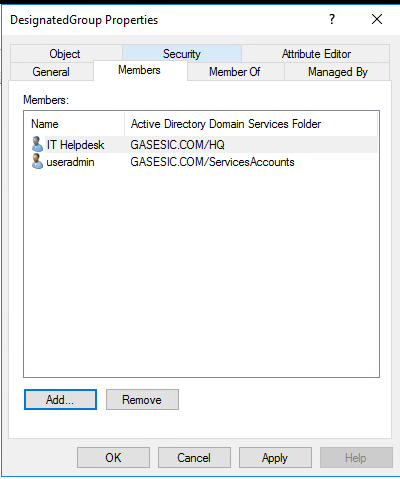 DesignatedGroup Properties
?
Object Security Attribute Editor
General Members Member Of Managed By
Members:
Name Active Directory Domain Services Folder
IT Helpdesk GASESIC.COM/HQ
useradmin GASESIC.COM/ServicesAccounts
Add... Remove
OK Cancel Apply Help